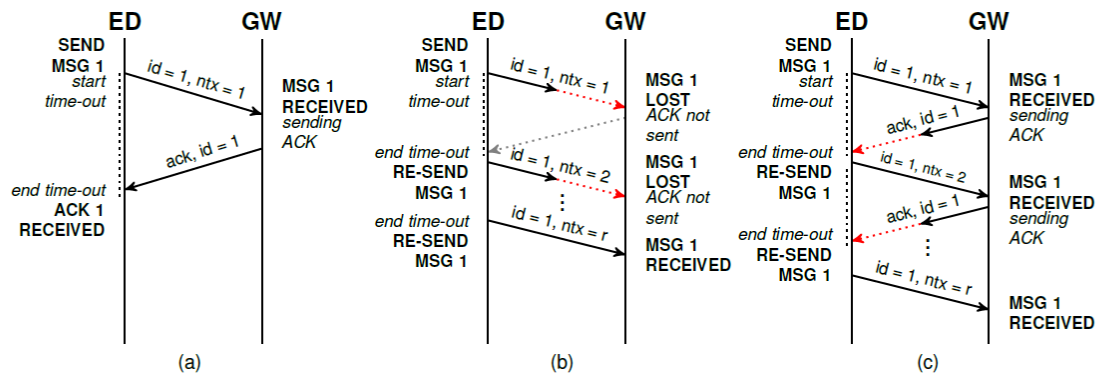 ED
GW
SEND
MSG 1
start
time-out
id = 1, ntx = 1
MSG 1
RECEIVED
sending
ACK
ack, id = 1
end time-out
ACK 1
RECEIVED
(a)
ED
GW
SEND
MSG 1
start
time-out
id = 1, ntx = 1
MSG 1
LOST
ACK not
sent
end time-out
RE-SEND
MSG 1
id = 1, ntx = 2
MSG 1
LOST
ACK not
sent
⋮
end time-out
RE-SEND
MSG 1
id = 1, ntx = r
MSG 1
RECEIVED
(b)
ED
GW
SEND
MSG 1
start
time-out
id = 1, ntx = 1
MSG 1
RECEIVED
sending
ACK
ack, id = 1
end time-out
RE-SEND
MSG 1
id = 1, ntx = 2
MSG 1
RECEIVED
sending
ACK
ack, id = 1
⋮
end time-out
RE-SEND
MSG 1
id = 1, ntx = r
MSG 1
RECEIVED
(c)